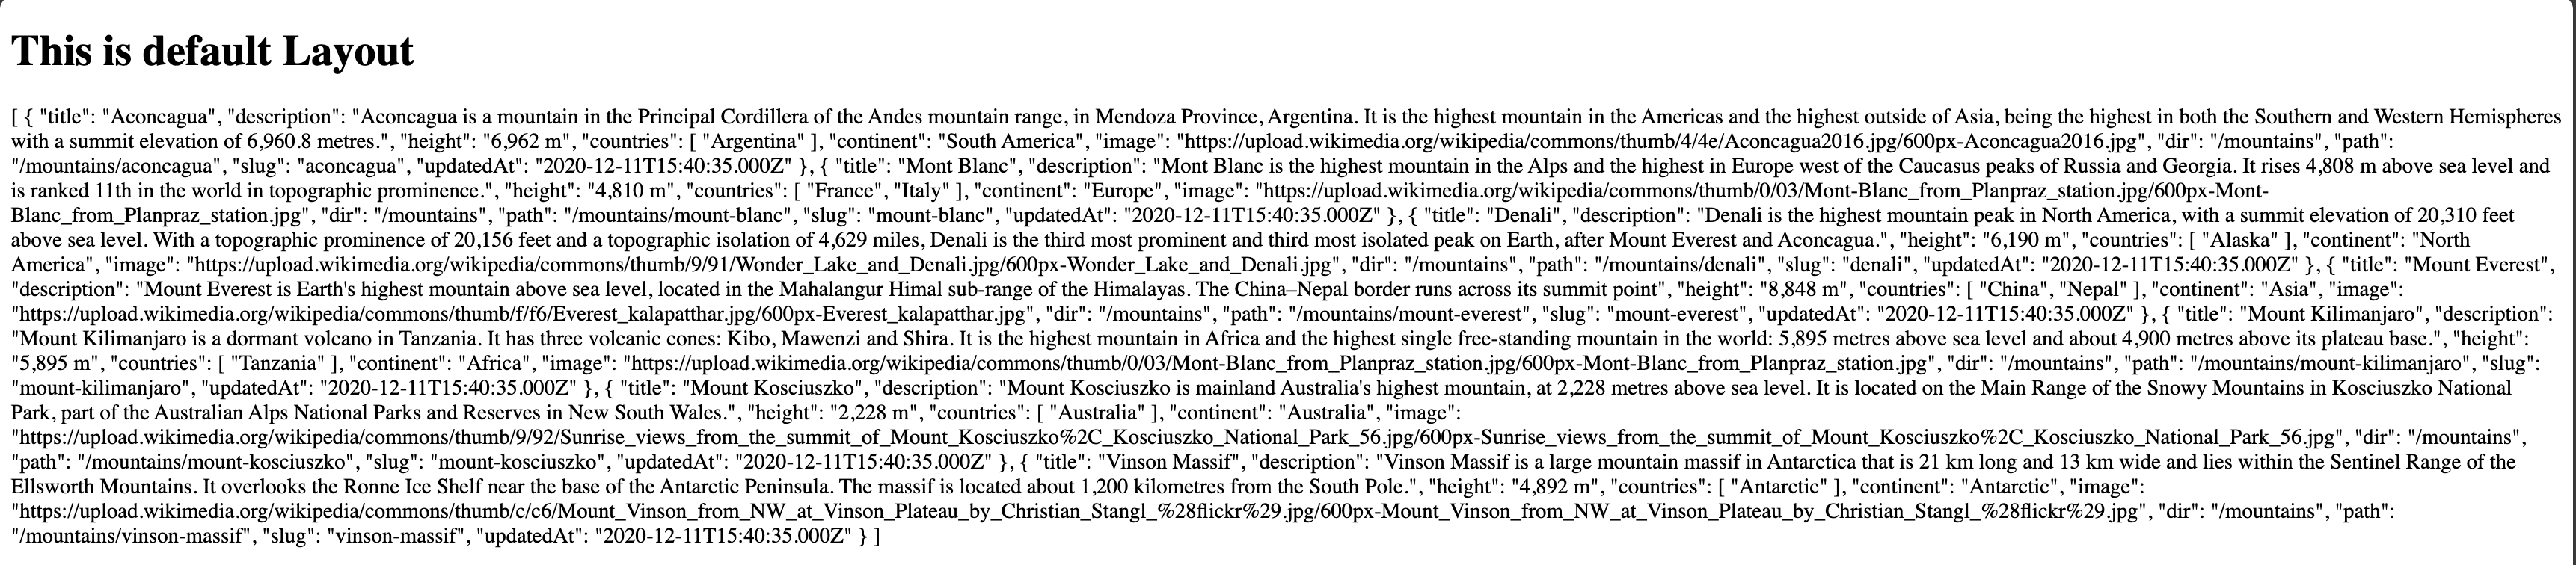 This is default Layout
[ { "title": "Aconcagua", "description": "Aconcagua is a mountain in the Principal Cordillera of the Andes mountain range, in Mendoza Province, Argentina. It is the highest mountain in the Americas and the highest outside of Asia, being the highest in both the Southern and Western Hemispheres
with a summit elevation of 6,960.8 metres.", "height": "6,962 m", "countries": [ "Argentina" ], "continent": "South America", "image": "https://upload.wikimedia.org/wikipedia/commons/thumb/4/4e/Aconcagua2016.jpg/600px-Aconcagua2016.jpg", "dir": "/mountains", "path":
"/mountains/aconcagua", "slug": "aconcagua", "updatedAt": "2020-12-11T15:40:35.000Z" }, { "title": "Mont Blanc", "description": "Mont Blanc is the highest mountain in the Alps and the highest in Europe west of the Caucasus peaks of Russia and Georgia. It rises 4,808 m above sea level and
is ranked 11th in the world in topographic prominence.", "height": "4,810 m", "countries": [ "France", "Italy" ], "continent": "Europe", "image": "https://upload.wikimedia.org/wikipedia/commons/thumb/0/03/Mont-Blanc_from_Planpraz_station.jpg/600px-Mont-
Blanc_from_Planpraz_station.jpg", "dir": "/mountains", "path": "/mountains/mount-blanc", "slug": "mount-blanc", "updatedAt": "2020-12-11T15:40:35.000Z" }, { "title": "Denali", "description": "Denali is the highest mountain peak in North America, with a summit elevation of 20,310 feet
above sea level. With a topographic prominence of 20,156 feet and a topographic isolation of 4,629 miles, Denali is the third most prominent and third most isolated peak on Earth, after Mount Everest and Aconcagua.", "height": "6,190 m", "countries": [ "Alaska" ], "continent": "North
America", "image": "https://upload.wikimedia.org/wikipedia/commons/thumb/9/91/Wonder_Lake_and_Denali.jpg/600px-Wonder_Lake_and_Denali.jpg", "dir": "/mountains", "path": "/mountains/denali", "slug": "denali", "updatedAt": "2020-12-11T15:40:35.000Z" }, { "title": "Mount Everest",
"description": "Mount Everest is Earth's highest mountain above sea level, located in the Mahalangur Himal sub-range of the Himalayas. The China–Nepal border runs across its summit point", "height": "8,848 m", "countries": [ "China", "Nepal" ], "continent": "Asia", "image":
"https://upload.wikimedia.org/wikipedia/commons/thumb/f/f6/Everest_kalapatthar.jpg/600px-Everest_kalapatthar.jpg", "dir": "/mountains", "path": "/mountains/mount-everest", "slug": "mount-everest", "updatedAt": "2020-12-11T15:40:35.000Z" }, { "title": "Mount Kilimanjaro", "description":
"Mount Kilimanjaro is a dormant volcano in Tanzania. It has three volcanic cones: Kibo, Mawenzi and Shira. It is the highest mountain in Africa and the highest single free-standing mountain in the world: 5,895 metres above sea level and about 4,900 metres above its plateau base.", "height":
"5,895 m", "countries": [ "Tanzania" ], "continent": "Africa", "image": "https://upload.wikimedia.org/wikipedia/commons/thumb/0/03/Mont-Blanc_from_Planpraz_station.jpg/600px-Mont-Blanc_from_Planpraz_station.jpg", "dir": "/mountains", "path": "/mountains/mount-kilimanjaro", "slug":
"mount-kilimanjaro", "updatedAt": "2020-12-11T15:40:35.000Z" }, { "title": "Mount Kosciuszko", "description": "Mount Kosciuszko is mainland Australia's highest mountain, at 2,228 metres above sea level. It is located on the Main Range of the Snowy Mountains in Kosciuszko National
Park, part of the Australian Alps National Parks and Reserves in New South Wales.", "height": "2,228 m", "countries": [ "Australia" ], "continent": "Australia", "image":
"https://upload.wikimedia.org/wikipedia/commons/thumb/9/92/Sunrise_views_from_the_summit_of_Mount_Kosciuszko%2C_Kosciuszko_National_Park_56.jpg/600px-Sunrise_views_from_the_summit_of_Mount_Kosciuszko%2C_Kosciuszko_National_Park_56.jpg", "dir": "/mountains",
"path": "/mountains/mount-kosciuszko", "slug": "mount-kosciuszko", "updatedAt": "2020-12-11T15:40:35.000Z" }, { "title": "Vinson Massif", "description": "Vinson Massif is a large mountain massif in Antarctica that is 21 km long and 13 km wide and lies within the Sentinel Range of the
Ellsworth Mountains. It overlooks the Ronne Ice Shelf near the base of the Antarctic Peninsula. The massif is located about 1,200 kilometres from the South Pole.", "height": "4,892 m", "countries": [ "Antarctic" ], "continent": "Antarctic", "image":
"https://upload.wikimedia.org/wikipedia/commons/thumb/c/c6/Mount_Vinson_from_NW_at_Vinson_Plateau_by_Christian_Stangl_%28flickr%29.jpg/600px-Mount_Vinson_from_NW_at_Vinson_Plateau_by_Christian_Stangl_%28flickr%29.jpg", "dir": "/mountains", "path":
"/mountains/vinson-massif", "slug": "vinson-massif", "updatedAt": "2020-12-11T15:40:35.000Z" } ]